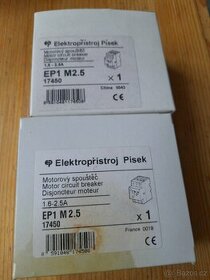 Elektropřístroj Písek
EP1 M2.5
17450
x 1
Motorový spouštěč
Motor circuit breaker
Disjoncteur moteur
1.6-2.5A
CE
Elektropřístroj Písek
Motorový spouštěč
Motor circuit breaker
Disjoncteur moteur
1.6-2.5A
EP1 M2.5
17450
x 1
France 0019
CE